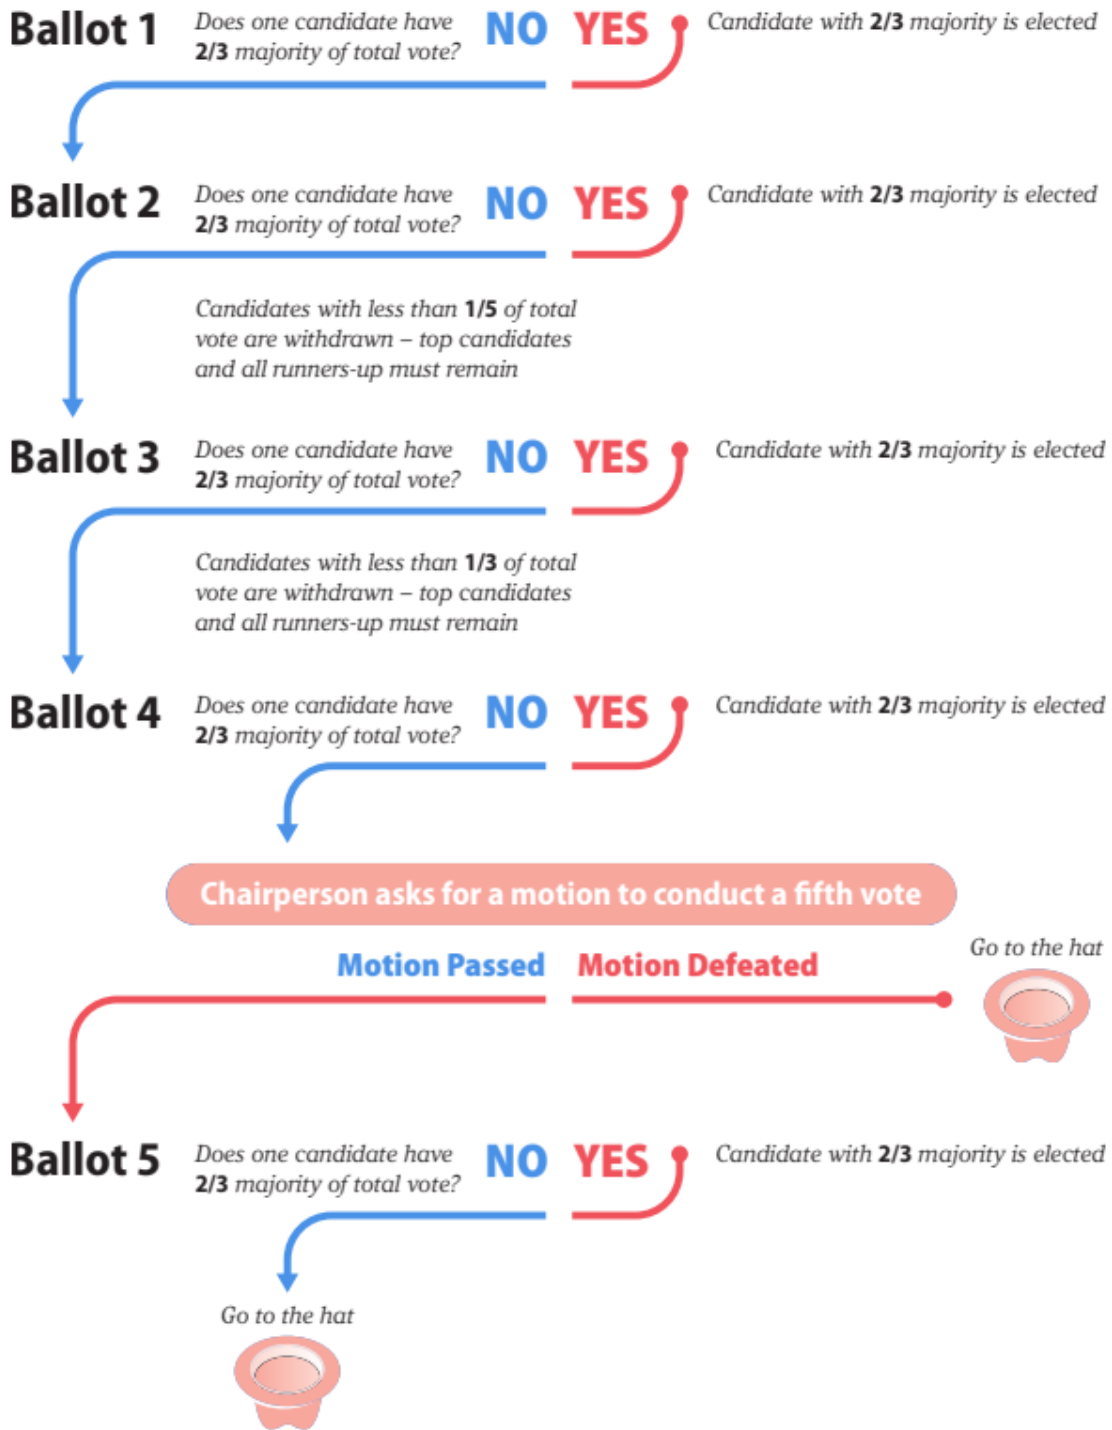 Ballot 1
Does one candidate have
2/3 majority of total vote?
NO YES
Candidate with 2/3 majority is elected
Ballot 2
Does one candidate have
2/3 majority of total vote?
NO YES
Candidate with 2/3 majority is elected
Candidates with less than 1/5 of total
vote are withdrawn – top candidates
and all runners-up must remain
Ballot 3
Does one candidate have
2/3 majority of total vote?
NO YES
Candidate with 2/3 majority is elected
Candidates with less than 1/3 of total
vote are withdrawn – top candidates
and all runners-up must remain
Ballot 4
Does one candidate have
2/3 majority of total vote?
NO YES
Candidate with 2/3 majority is elected
Chairperson asks for a motion to conduct a fifth vote
Motion Passed Motion Defeated
Go to the hat
Ballot 5
Does one candidate have
2/3 majority of total vote?
NO YES
Candidate with 2/3 majority is elected
Go to the hat